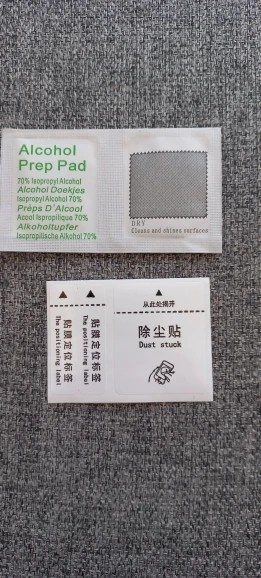 Alcohol
Prep Pad
70% Isopropyl Alcohol
Alcohol Doekjes
Isopropyl Alcohol 70%
Préps D'Alcool
Acool Isopropilique 70%
Alkoholtupfer
Isopropilische Alkohol 70%
DRY
Cleans and shines surfaces
从此处揭开
除尘贴
Dust stuck
贴膜定位标签
The positioning label
贴膜定位标签
The positioning label